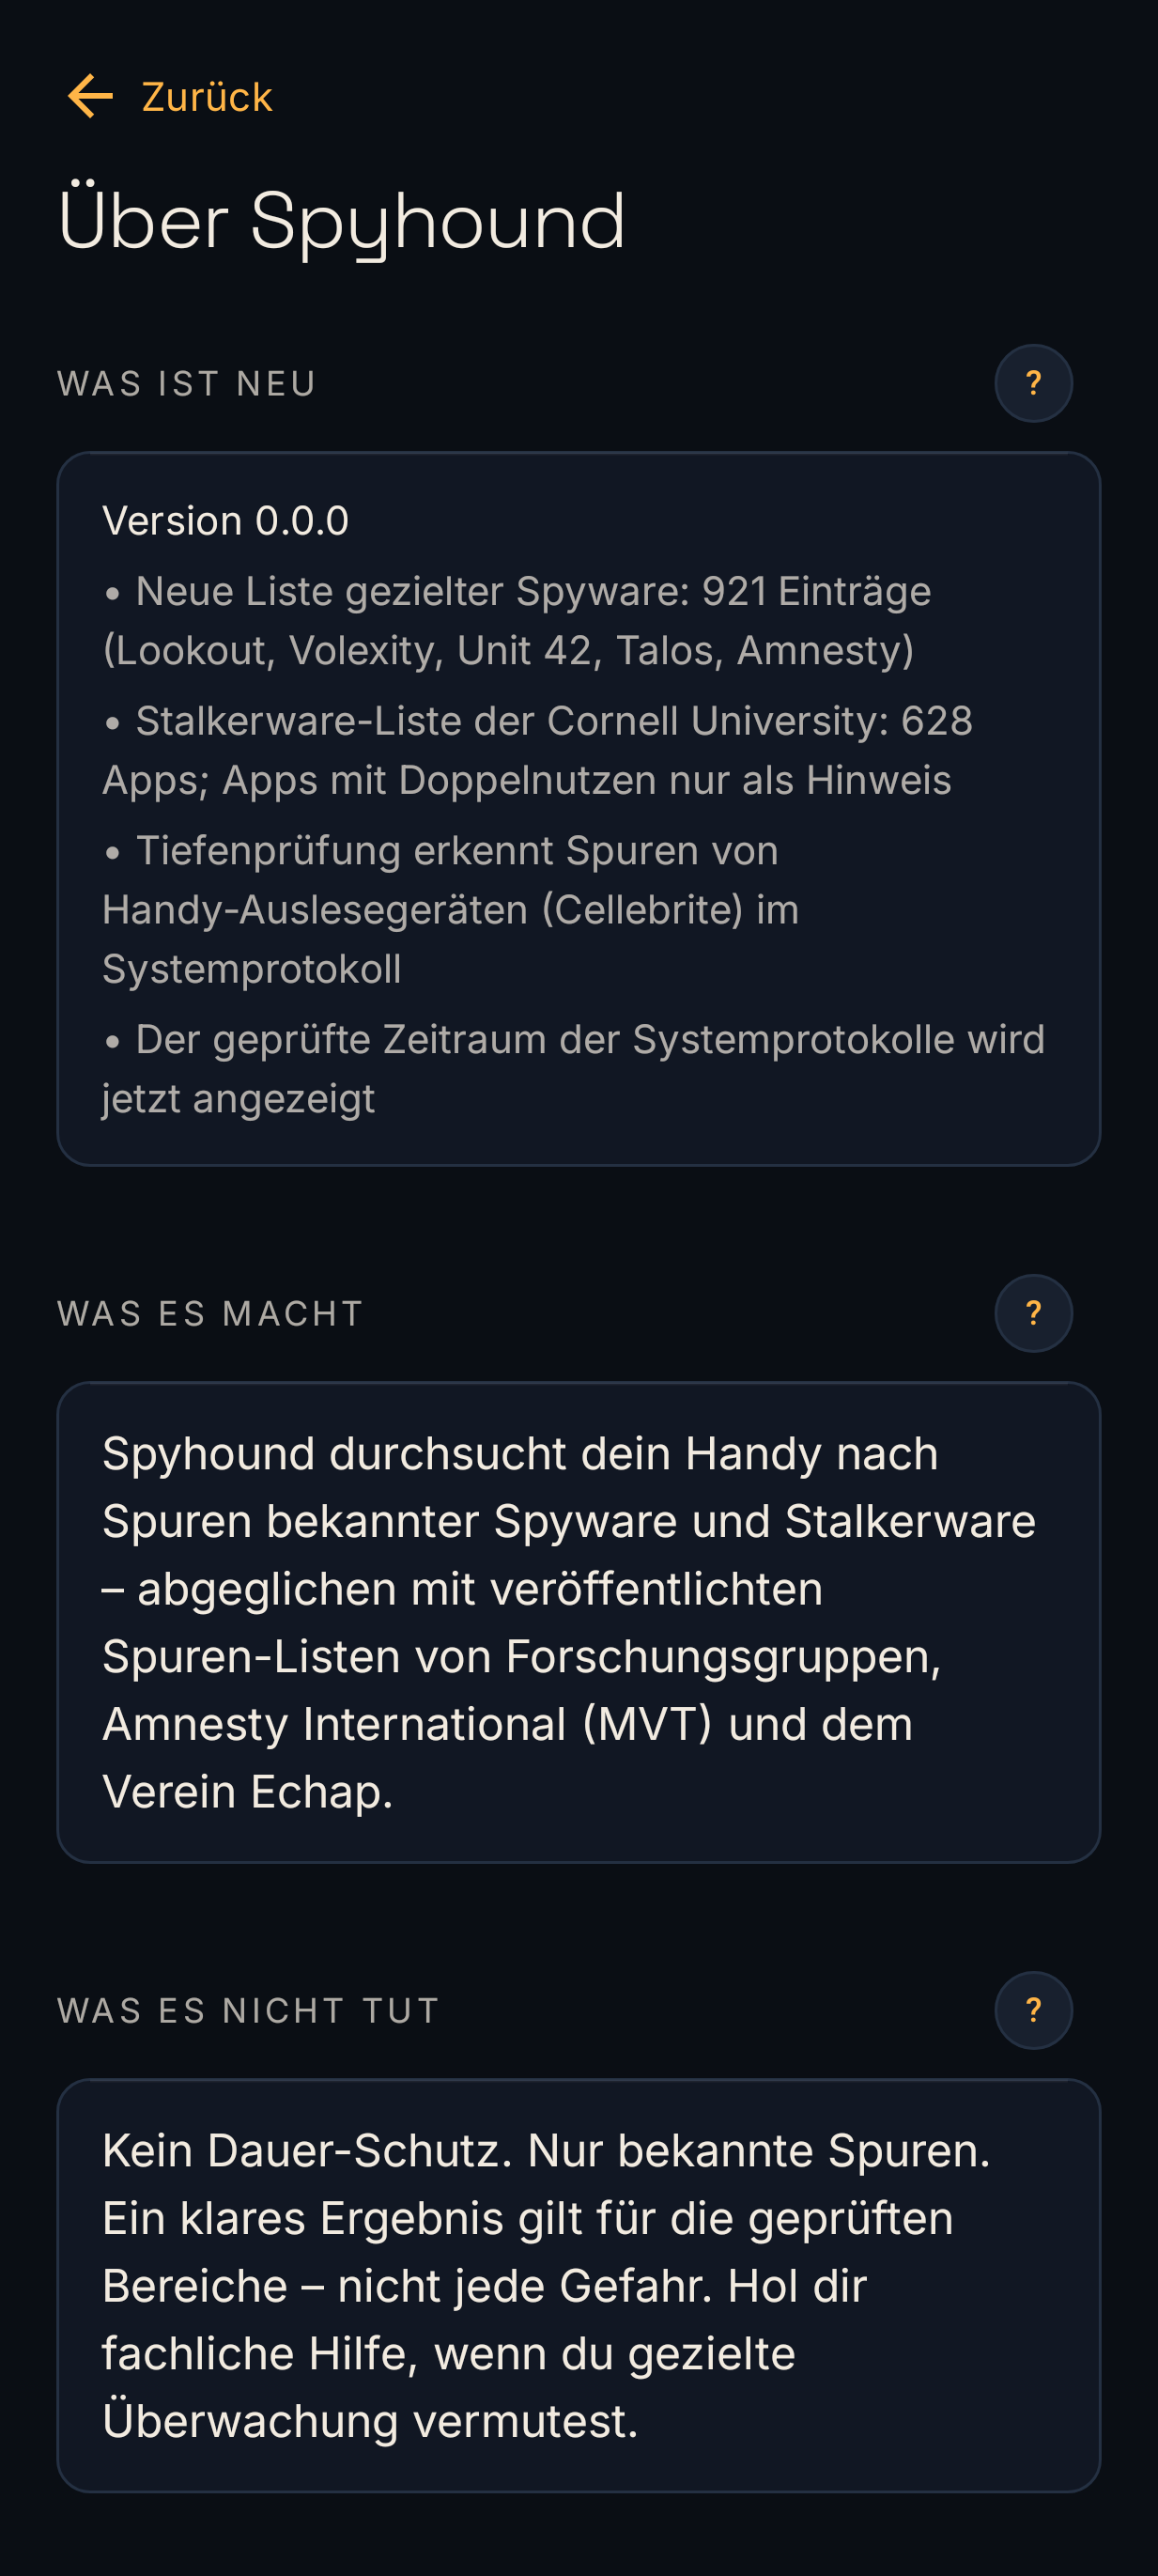 ← Zurück
Über Spyhound
WAS IST NEU
?
Version 0.0.0
• Neue Liste gezielter Spyware: 921 Einträge
(Lookout, Volexity, Unit 42, Talos, Amnesty)
• Stalkerware-Liste der Cornell University: 628
Apps; Apps mit Doppelnutzen nur als Hinweis
• Tiefenprüfung erkennt Spuren von
Handy-Auslesegeräten (Cellebrite) im
Systemprotokoll
• Der geprüfte Zeitraum der Systemprotokolle wird
jetzt angezeigt
WAS ES MACHT
?
Spyhound durchsucht dein Handy nach
Spuren bekannter Spyware und Stalkerware
– abgeglichen mit veröffentlichten
Spuren-Listen von Forschungsgruppen,
Amnesty International (MVT) und dem
Verein Echap.
WAS ES NICHT TUT
?
Kein Dauer-Schutz. Nur bekannte Spuren.
Ein klares Ergebnis gilt für die geprüften
Bereiche – nicht jede Gefahr. Hol dir
fachliche Hilfe, wenn du gezielte
Überwachung vermutest.